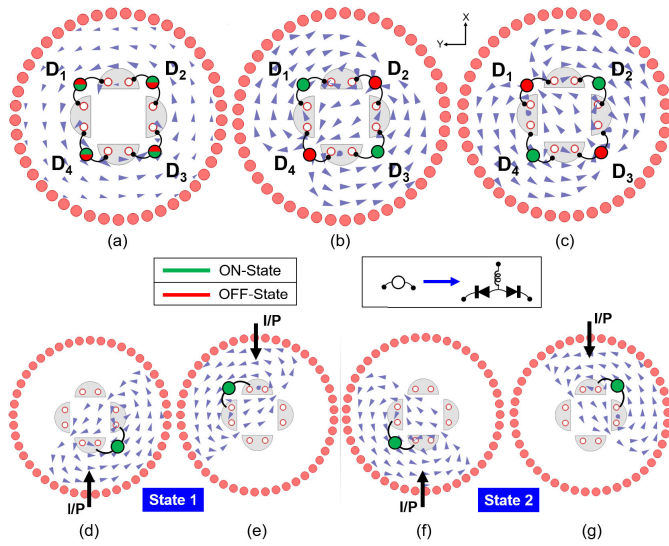 X
Y
D1 D2
D4 D3
D1 D2
D4 D3
D1 D2
D4 D3
(a) (b) (c)
ON-State
OFF-State
I/P I/P
I/P I/P
State 1 State 2
(d) (e) (f) (g)